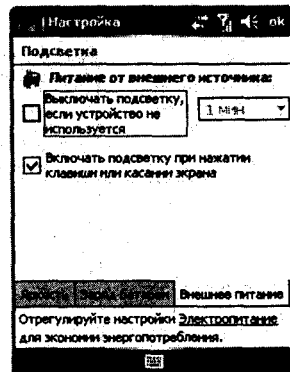 Настройка ok
Подсветка
Питание от внешнего источника:
Выключать подсветку,
если устройство не
используется
1 мин
Включать подсветку при нажатии
клавиши или касании экрана
Внешнее питание
Отрегулируйте настройки Электропитание
для экономии энергопотребления.